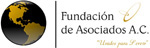 Fundación
de Asociados A.C.
"Unidos para Servir"